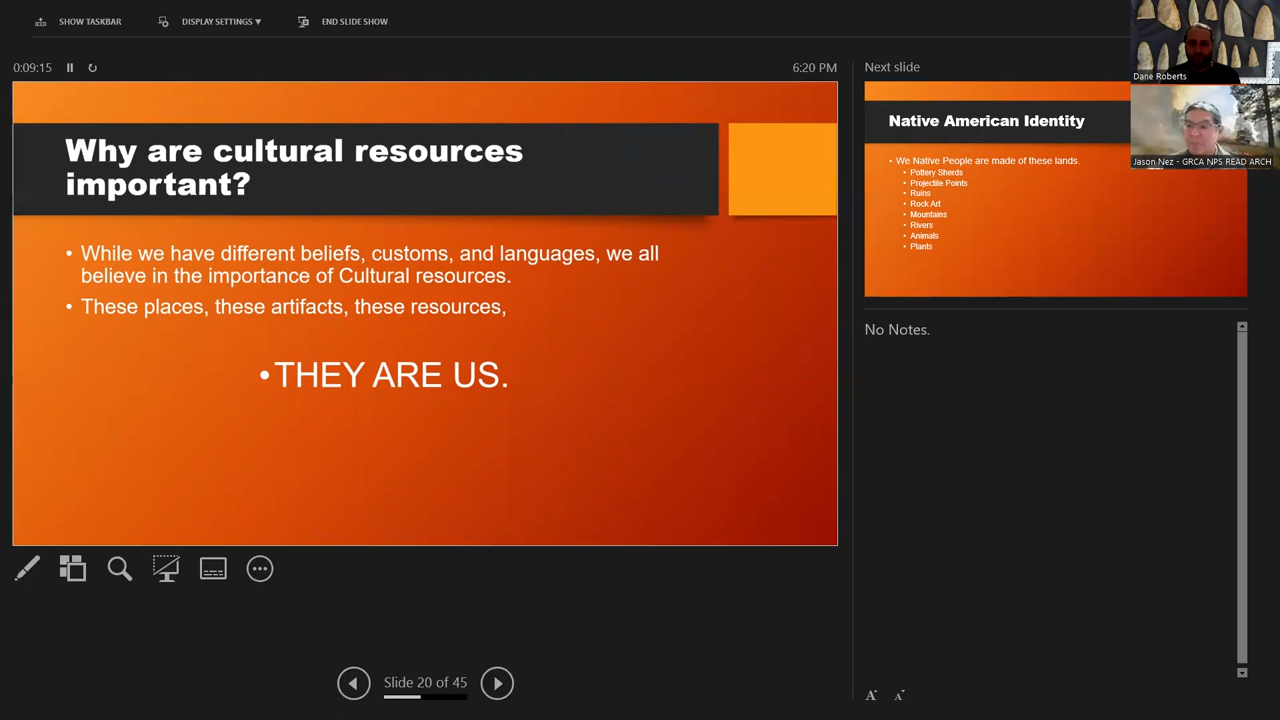 SHOW TASKBAR
DISPLAY SETTINGS ▼
END SLIDE SHOW
0:09:15
6:20 PM
Why are cultural resources
important?
• While we have different beliefs, customs, and languages, we all
believe in the importance of Cultural resources.
• These places, these artifacts, these resources,
• THEY ARE US.
Slide 20 of 45
Next slide
Native American Identity
• We Native People are made of these lands.
• Pottery Sherds
• Projectile Points
• Ruins
• Rock Art
• Mountains
• Rivers
• Animals
• Plants
No Notes.
A A
Dane Roberts
Jason Nez - GRCA NPS READ ARCH